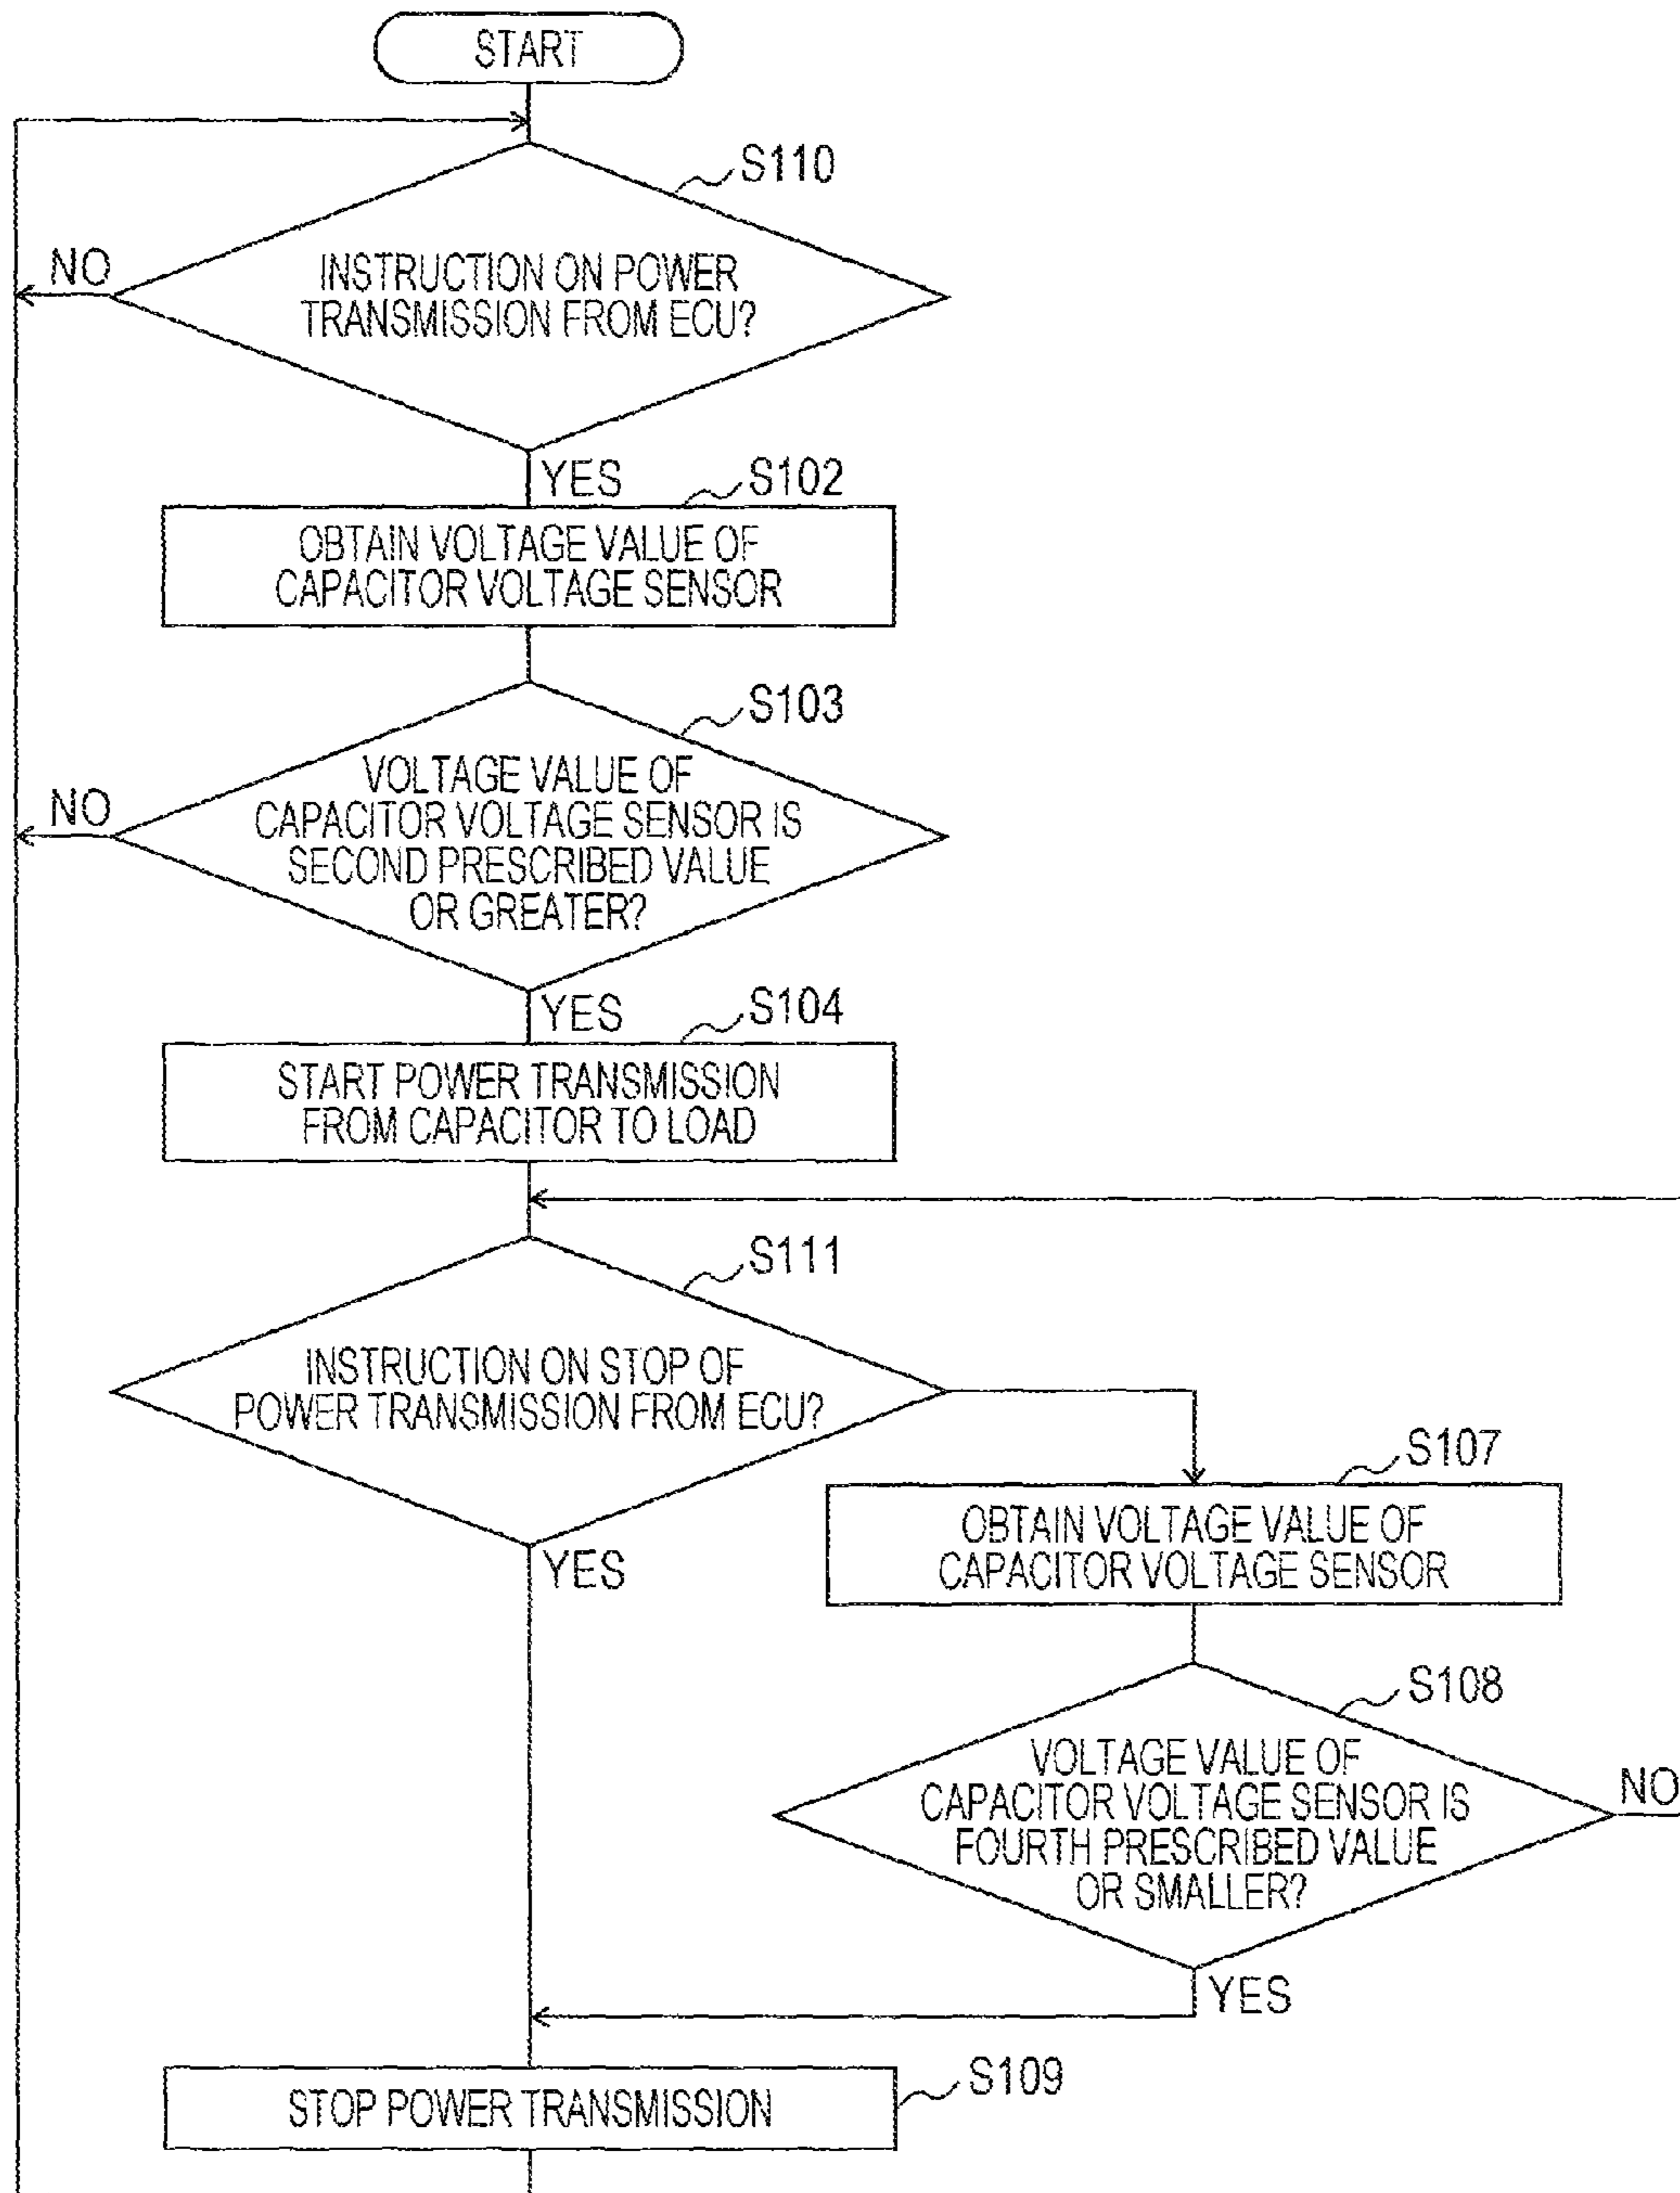 START
S110
NO
INSTRUCTION ON POWER
TRANSMISSION FROM ECU?
YES
S102
OBTAIN VOLTAGE VALUE OF
CAPACITOR VOLTAGE SENSOR
S103
NO
VOLTAGE VALUE OF
CAPACITOR VOLTAGE SENSOR IS
SECOND PRESCRIBED VALUE
OR GREATER?
YES
S104
START POWER TRANSMISSION
FROM CAPACITOR TO LOAD
S111
INSTRUCTION ON STOP OF
POWER TRANSMISSION FROM ECU?
YES
S107
OBTAIN VOLTAGE VALUE OF
CAPACITOR VOLTAGE SENSOR
S108
VOLTAGE VALUE OF
CAPACITOR VOLTAGE SENSOR IS
FOURTH PRESCRIBED VALUE
OR SMALLER?
NO
YES
S109
STOP POWER TRANSMISSION